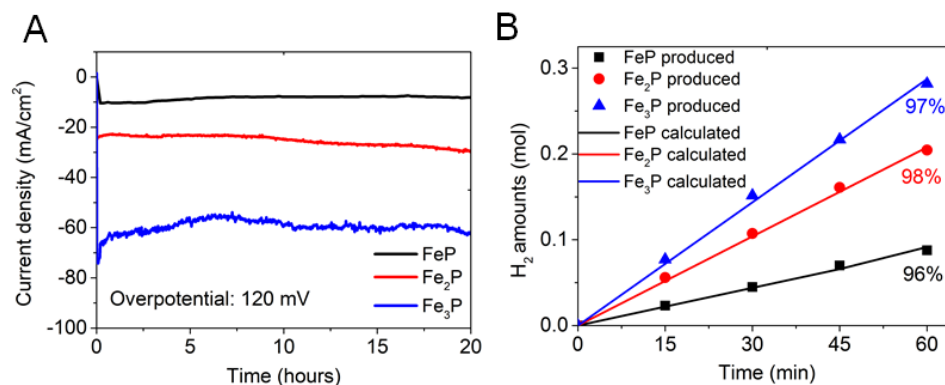 A
Current density (mA/cm²)
0
-20
-40
-60
-80
-100
0
5
10
15
20
Time (hours)
Overpotential: 120 mV
FeP
Fe₂P
Fe₃P
B
H₂ amounts (mol)
0.3
0.2
0.1
0.0
0
15
30
45
60
Time (min)
FeP produced
Fe₂P produced
Fe₃P produced
FeP calculated
Fe₂P calculated
Fe₃P calculated
97%
98%
96%